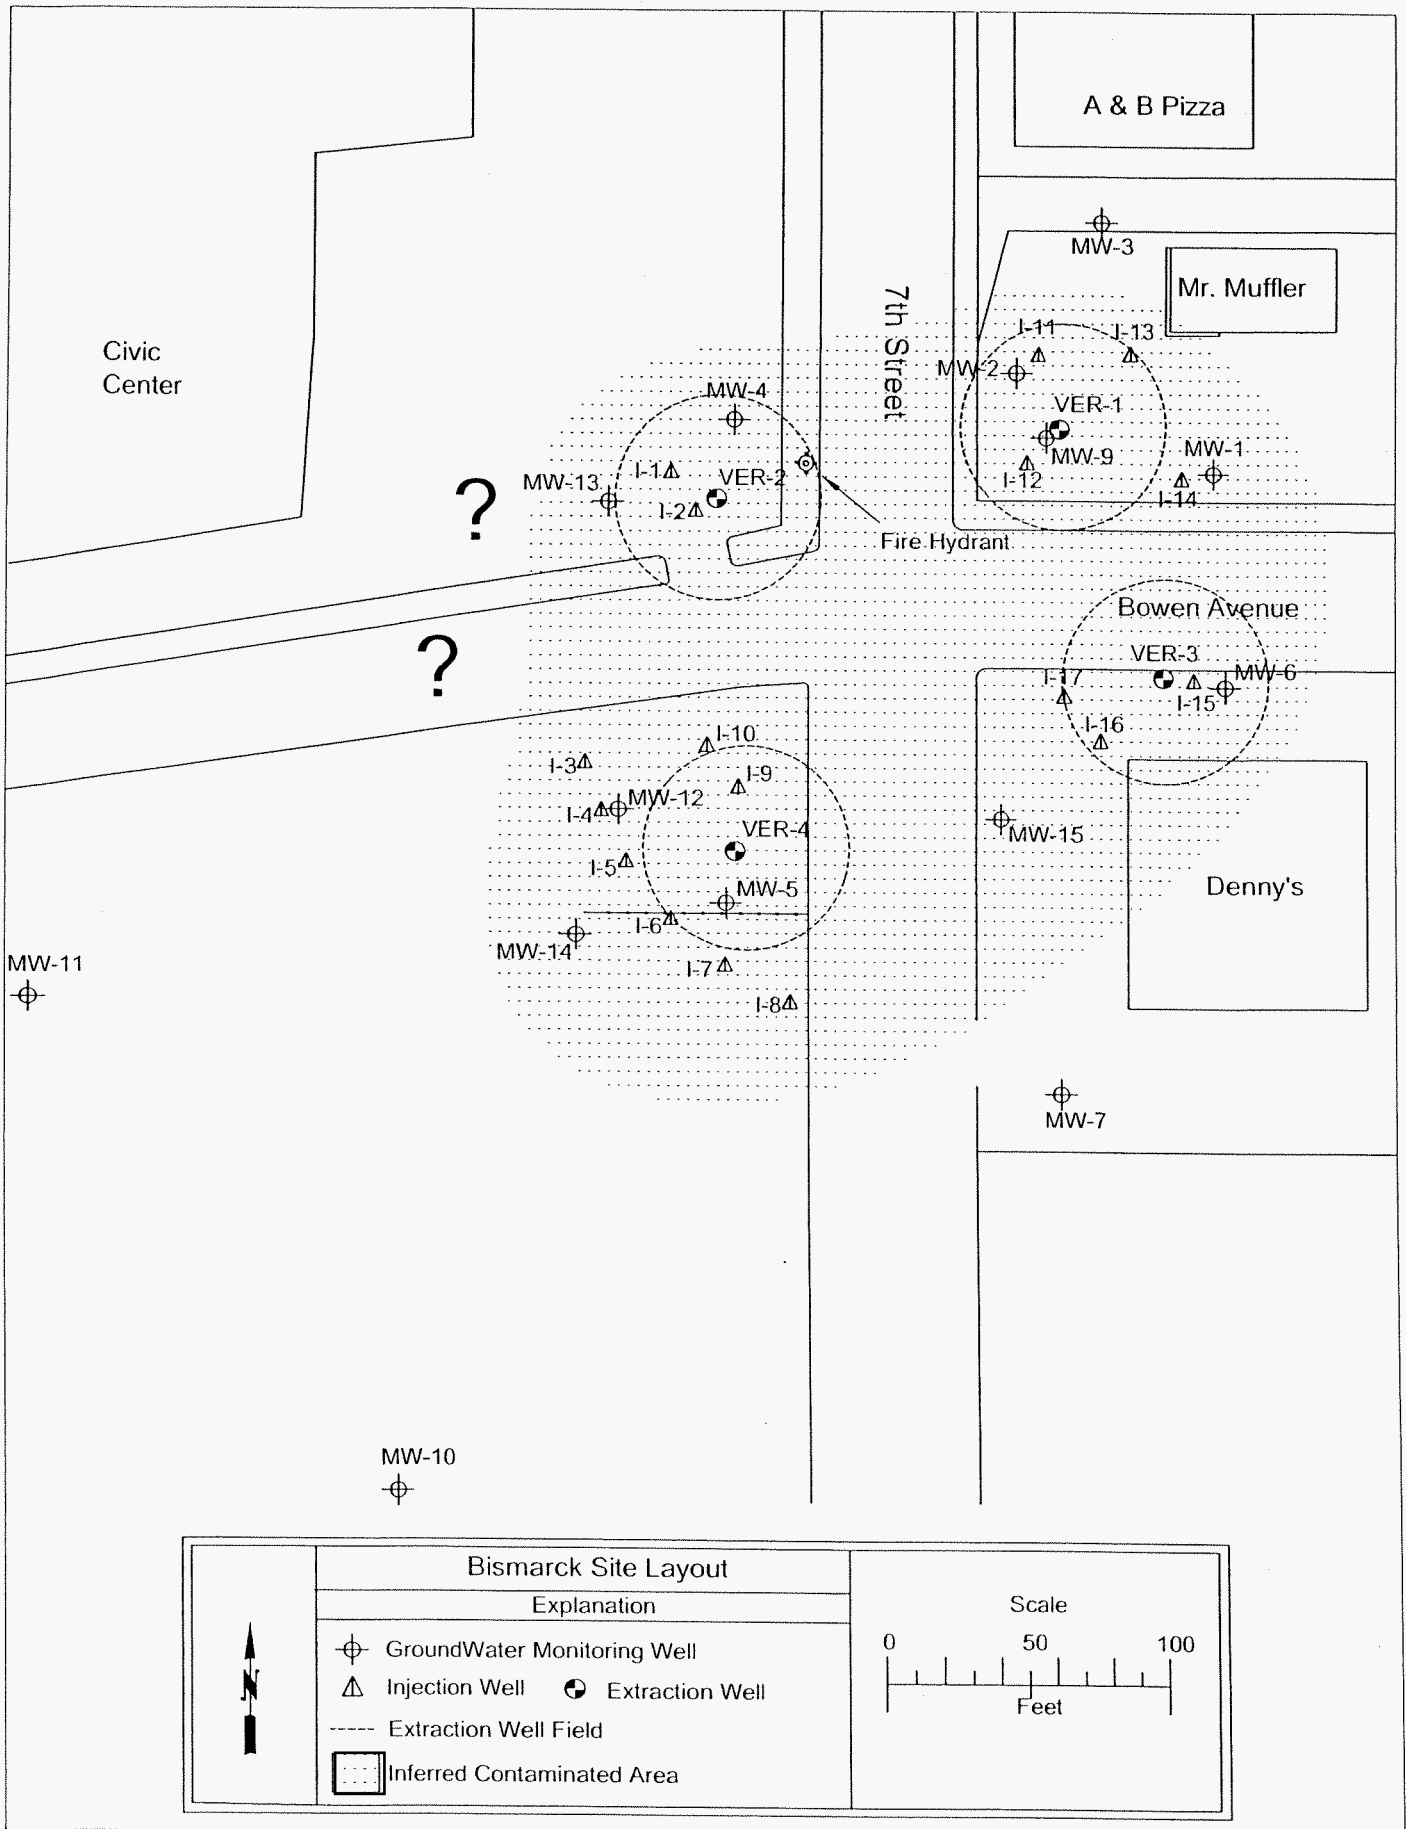 A & B Pizza
MW-3
Mr. Muffler
7th Street
Civic
Center
I-11
I-13
MW-2
MW-4
VER-1
MW-9
MW-1
I-12
I-14
I-1
VER-2
MW-13
I-2
?
Fire Hydrant
Bowen Avenue
?
VER-3
I-17
MW-6
I-15
I-16
I-10
I-3
I-9
MW-12
I-4
VER-4
MW-15
I-5
MW-5
Denny's
I-6
MW-14
MW-11
I-7
I-8
MW-7
MW-10
Bismarck Site Layout
Explanation
GroundWater Monitoring Well
Injection Well
Extraction Well
Extraction Well Field
Inferred Contaminated Area
N
Scale
0 50 100
Feet